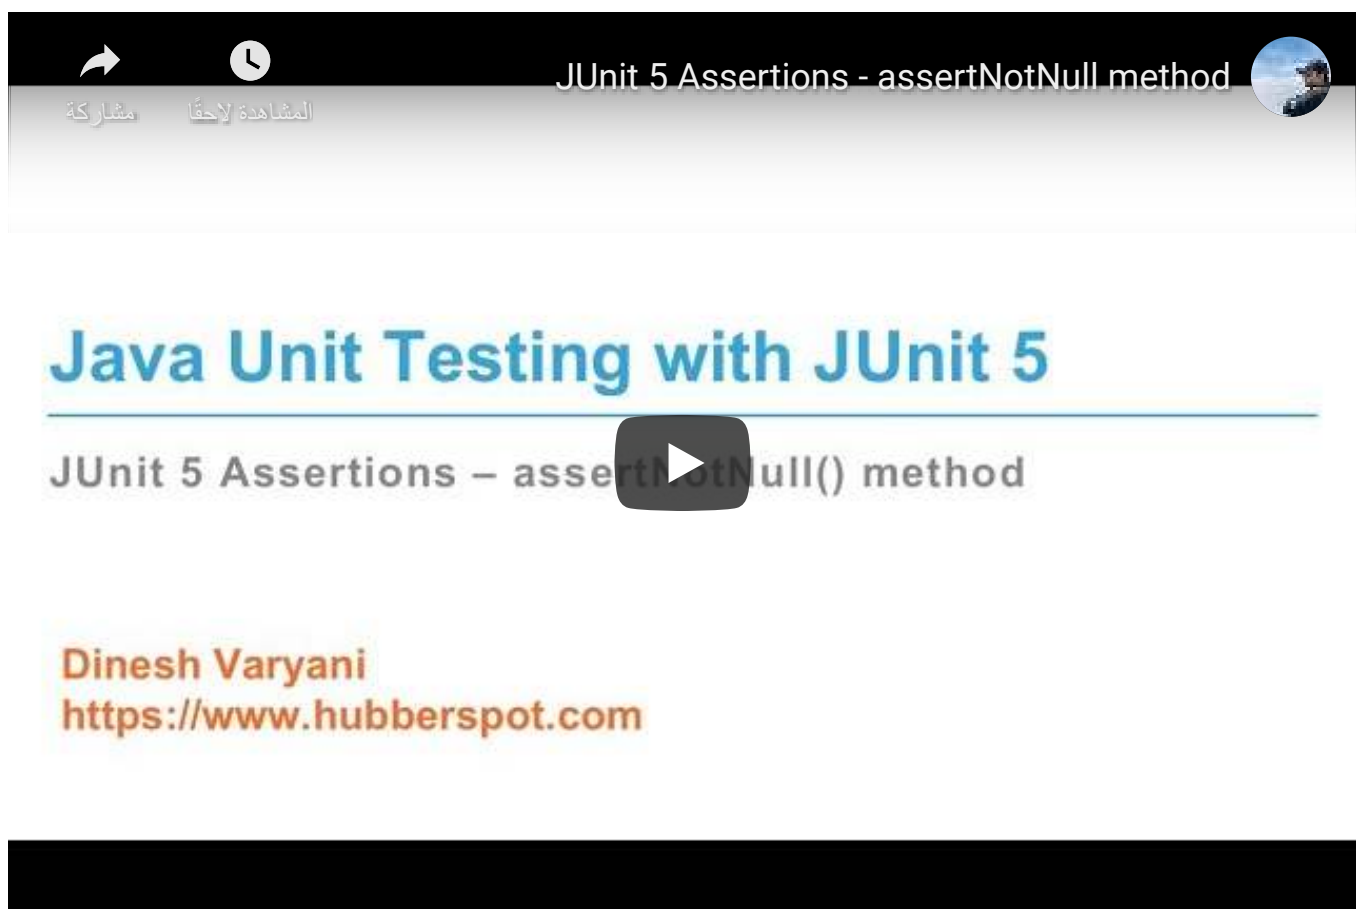 JUnit 5 Assertions - assertNotNull method
المشاهدة لاحقًا
مشاركة
Java Unit Testing with JUnit 5
JUnit 5 Assertions – assertNotNull() method
Dinesh Varyani
https://www.hubberspot.com